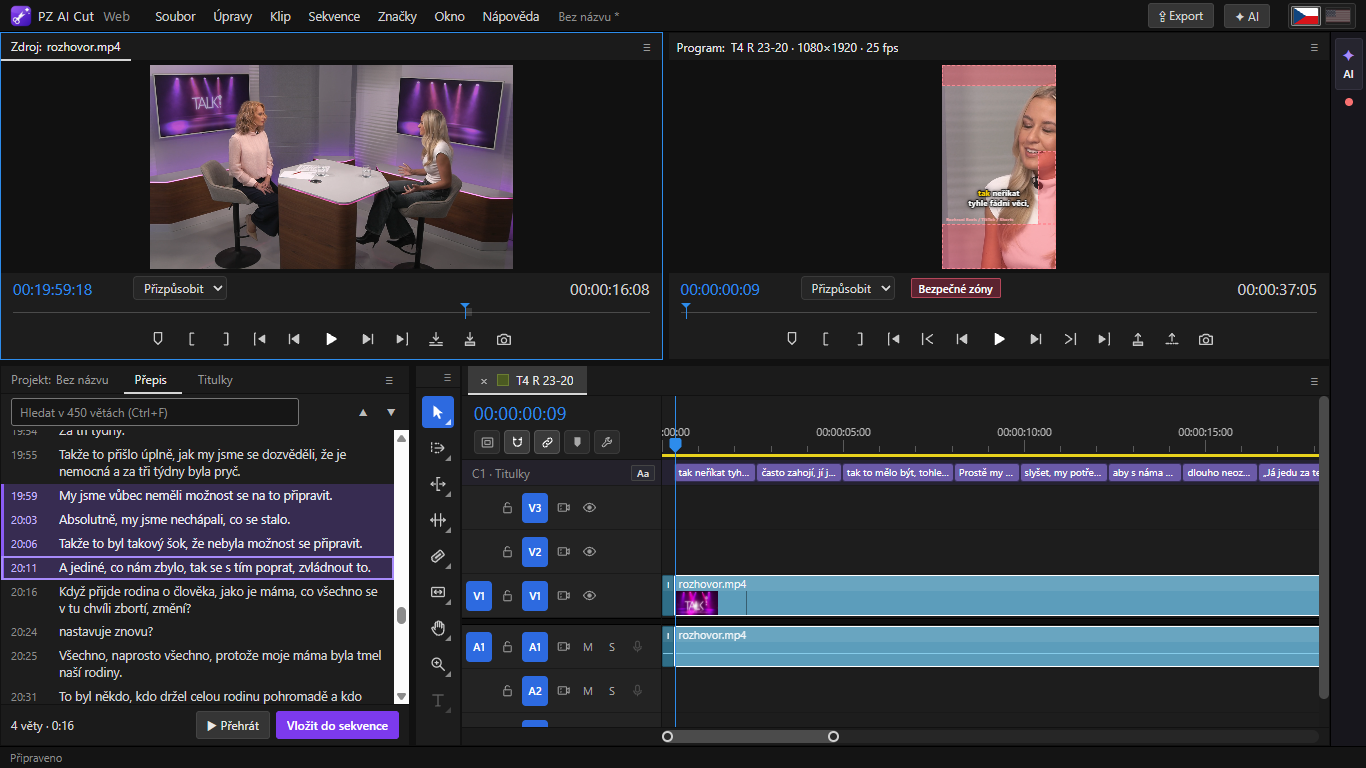 PZ AI Cut Web
Soubor Úpravy Klip Sekvence Značky Okno Nápověda Bez názvu *
Export
AI
Zdroj: rozhovor.mp4
Program: T4 R 23-20 · 1080×1920 · 25 fps
AI
TALK!
tak neříkat
tyhle fádní věci,
00:19:59:18
Přizpůsobit
00:00:16:08
00:00:00:09
Přizpůsobit
Bezpečné zóny
00:00:37:05
Projekt: Bez názvu
Přepis
Titulky
Hledat v 450 větách (Ctrl+F)
19:54 Za tři týdny.
19:55 Takže to přišlo úplně, jak my jsme se dozvěděli, že je
nemocná a za tři týdny byla pryč.
19:59 My jsme vůbec neměli možnost se na to připravit.
20:03 Absolutně, my jsme nechápali, co se stalo.
20:06 Takže to byl takový šok, že nebyla možnost se připravit.
20:11 A jediné, co nám zbylo, tak se s tím poprat, zvládnout to.
20:16 Když přijde rodina o člověka, jako je máma, co všechno se
v tu chvíli zbortí, změní?
20:24 nastavuje znovu?
20:25 Všechno, naprosto všechno, protože moje máma byla tmel
naší rodiny.
20:31 To byl někdo, kdo držel celou rodinu pohromadě a kdo
4 věty · 0:16
Přehrát
Vložit do sekvence
T4 R 23-20
00:00:00:09
:00:00 00:00:05:00 00:00:10:00 00:00:15:00
C1 · Titulky
Aa
tak neříkat tyh... často zahojí, jí j... tak to mělo být, tohle... Prostě my ... slyšet, my potře... aby s náma ... dlouho neoz... „Já jedu za te
V3
V2
V1 V1
rozhovor.mp4
TALK!
A1 A1 M S
rozhovor.mp4
A2 M S
Připraveno